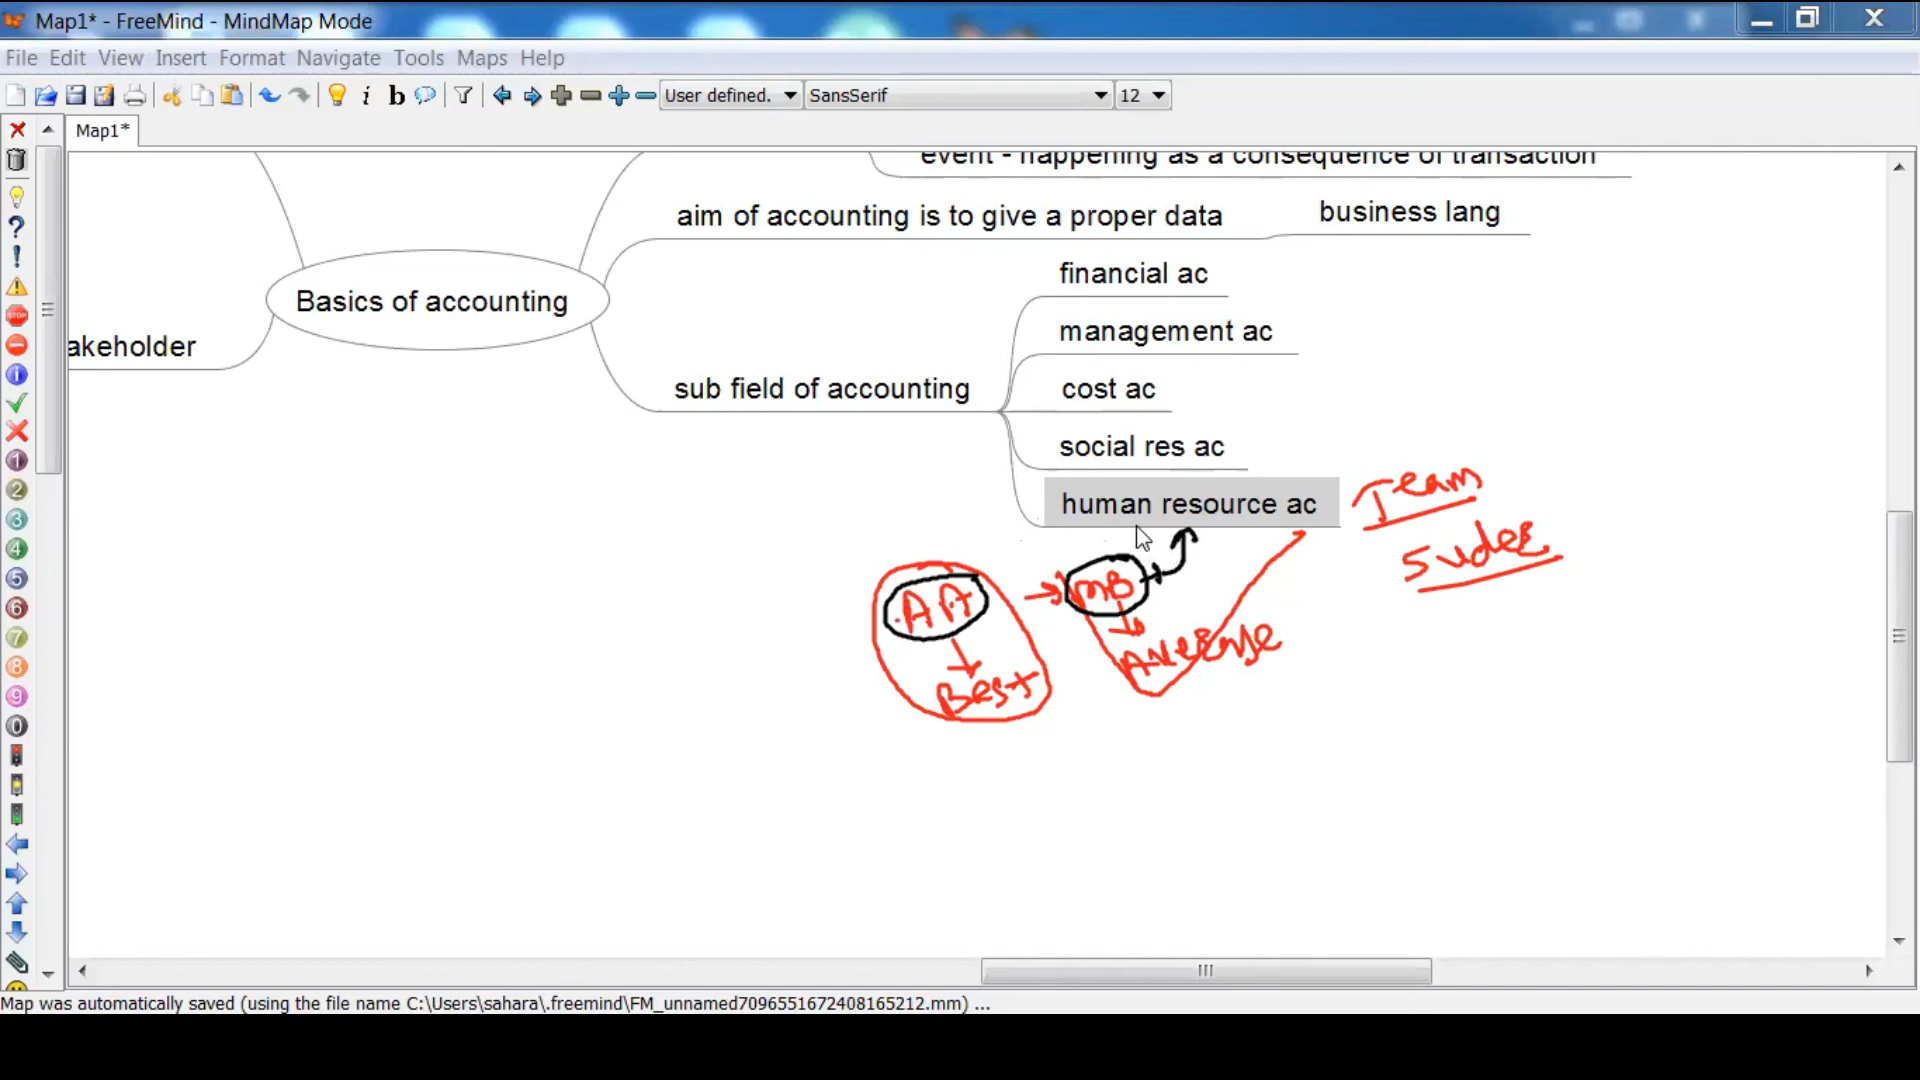 Map1* - FreeMind - MindMap Mode
File Edit View Insert Format Navigate Tools Maps Help
User defined. SansSerif 12
Map1*
event - happening as a consequence of transaction
aim of accounting is to give a proper data
business lang
Basics of accounting
akeholder
sub field of accounting
financial ac
management ac
cost ac
social res ac
human resource ac
Team
AA
MB
Best
Average
Map was automatically saved (using the file name C:\Users\sahara\.freemind\FM_unnamed7096551672408165212.mm) ...